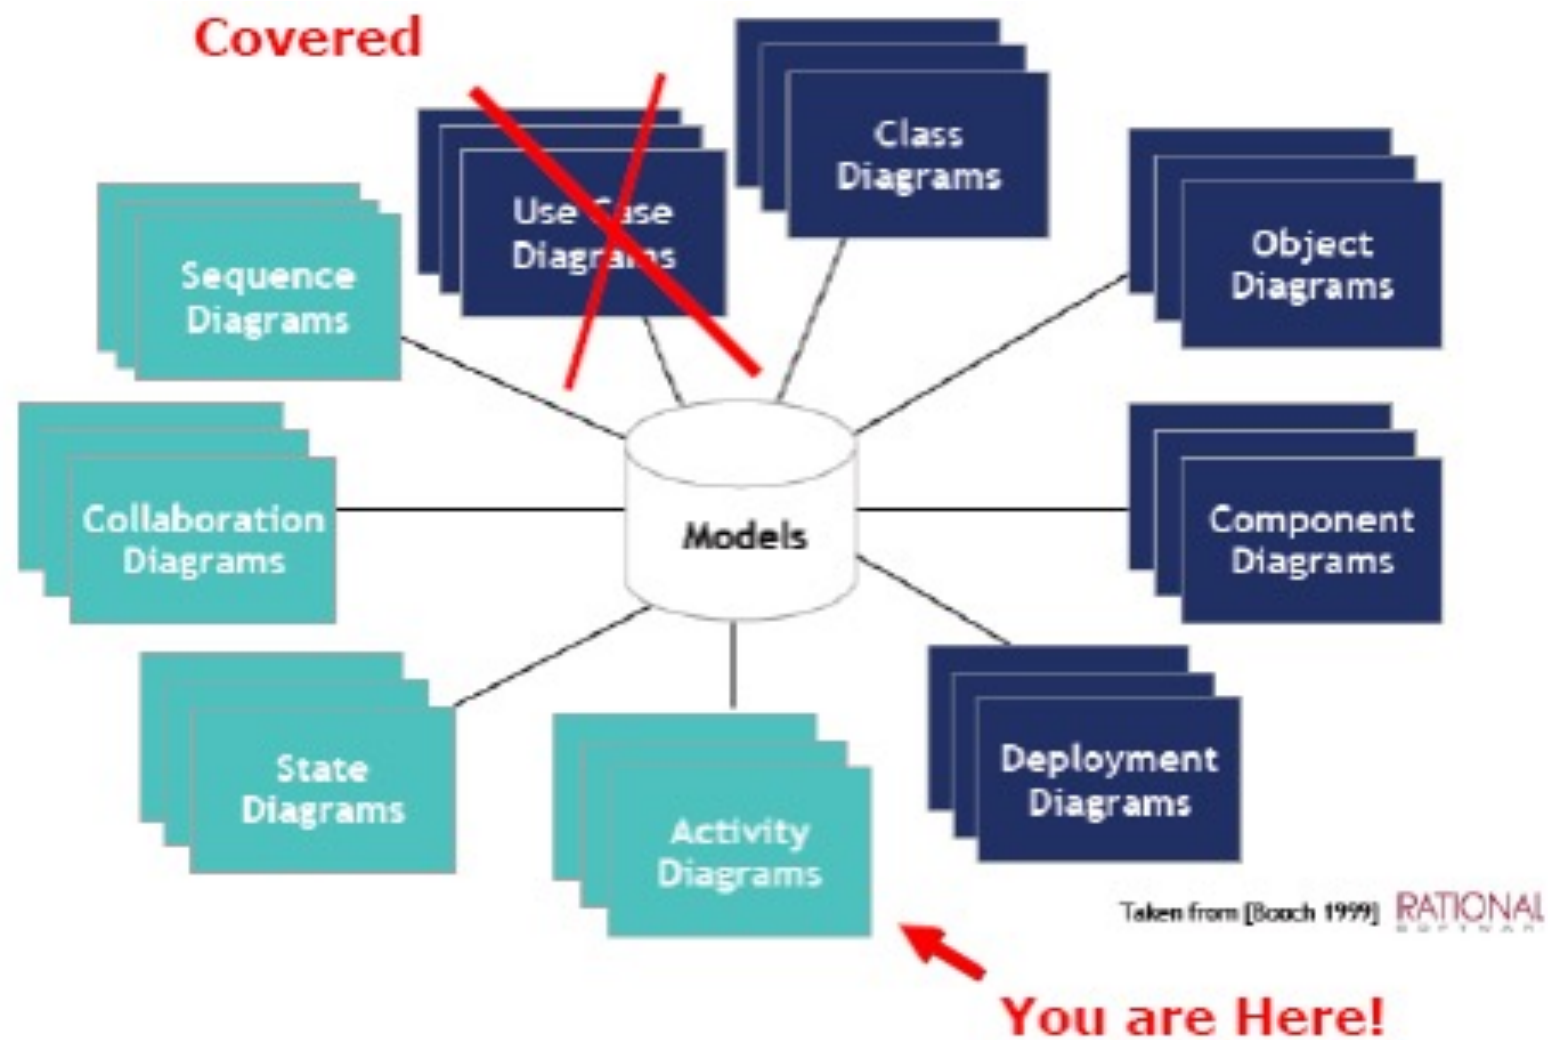 Covered
Class
Diagrams
Use Case
Diagrams
Object
Diagrams
Sequence
Diagrams
Collaboration
Diagrams
Models
Component
Diagrams
State
Diagrams
Activity
Diagrams
Deployment
Diagrams
Taken from [Booch 1999]
RATIONAL
SOFTWARE
You are Here!